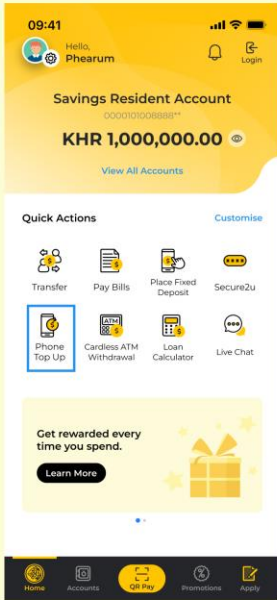 09:41
Hello,
Phearum
Login
Savings Resident Account
0000101008888**
KHR 1,000,000.00
View All Accounts
Quick Actions
Customise
Transfer
Pay Bills
Place Fixed
Deposit
Secure2u
Phone
Top Up
ATM
Cardless ATM
Withdrawal
Loan
Calculator
Live Chat
Get rewarded every
time you spend.
Learn More
Home
Accounts
QR Pay
Promotions
Apply